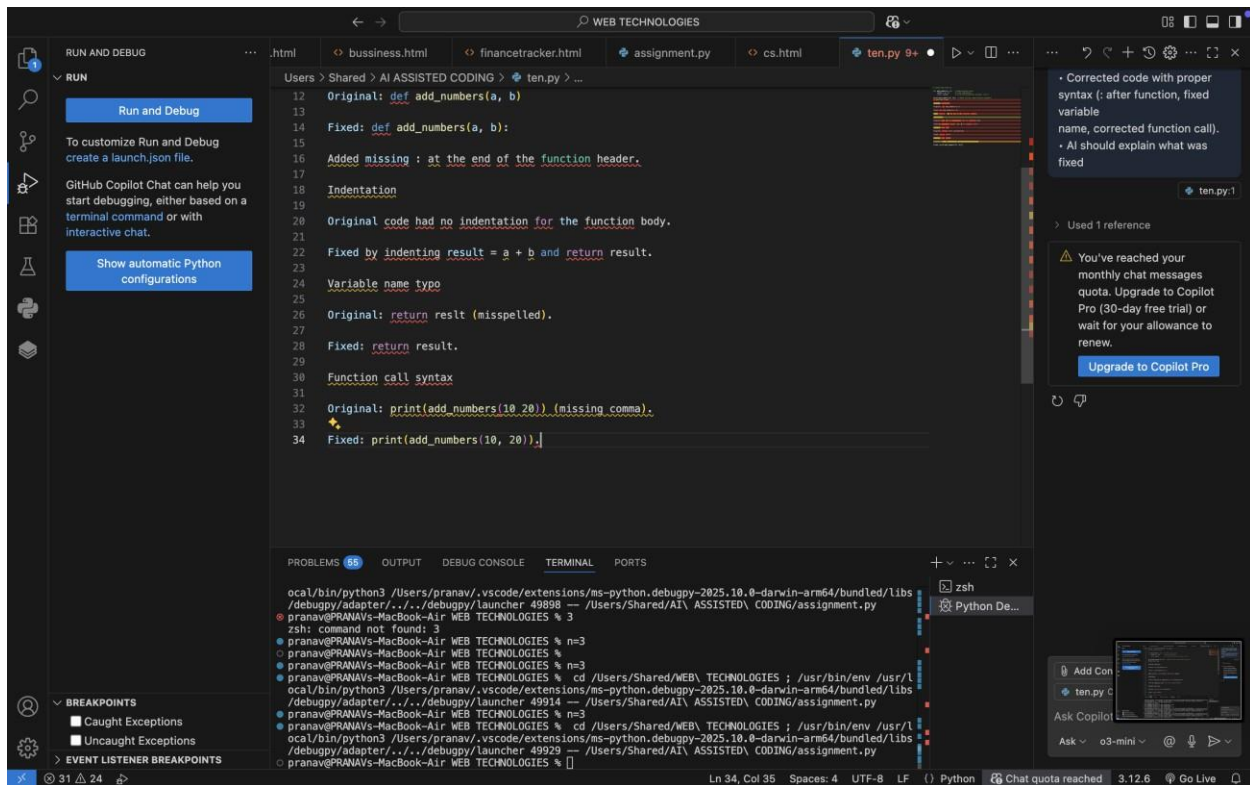 WEB TECHNOLOGIES
RUN AND DEBUG
RUN
Run and Debug
To customize Run and Debug
create a launch.json file.
GitHub Copilot Chat can help you
start debugging, either based on a
terminal command or with
interactive chat.
Show automatic Python
configurations
BREAKPOINTS
Caught Exceptions
Uncaught Exceptions
EVENT LISTENER BREAKPOINTS
.html bussiness.html financetracker.html assignment.py cs.html ten.py 9+
Users > Shared > AI ASSISTED CODING > ten.py > ...
12 Original: def add_numbers(a, b)
13
14 Fixed: def add_numbers(a, b):
15
16 Added missing : at the end of the function header.
17
18 Indentation
19
20 Original code had no indentation for the function body.
21
22 Fixed by indenting result = a + b and return result.
23
24 Variable name typo
25
26 Original: return reslt (misspelled).
27
28 Fixed: return result.
29
30 Function call syntax
31
32 Original: print(add_numbers(10 20)) (missing comma).
33
34 Fixed: print(add_numbers(10, 20)).
PROBLEMS 55 OUTPUT DEBUG CONSOLE TERMINAL PORTS
ocal/bin/python3 /Users/pranav/.vscode/extensions/ms-python.debugpy-2025.10.0-darwin-arm64/bundled/libs
/debugpy/adapter/../../debugpy/launcher 49898 -- /Users/Shared/AI\ ASSISTED\ CODING/assignment.py
pranav@PRANAVs-MacBook-Air WEB TECHNOLOGIES % 3
zsh: command not found: 3
pranav@PRANAVs-MacBook-Air WEB TECHNOLOGIES % n=3
pranav@PRANAVs-MacBook-Air WEB TECHNOLOGIES %
pranav@PRANAVs-MacBook-Air WEB TECHNOLOGIES % n=3
pranav@PRANAVs-MacBook-Air WEB TECHNOLOGIES % cd /Users/Shared/WEB\ TECHNOLOGIES ; /usr/bin/env /usr/l
ocal/bin/python3 /Users/pranav/.vscode/extensions/ms-python.debugpy-2025.10.0-darwin-arm64/bundled/libs
/debugpy/adapter/../../debugpy/launcher 49914 -- /Users/Shared/AI\ ASSISTED\ CODING/assignment.py
pranav@PRANAVs-MacBook-Air WEB TECHNOLOGIES % n=3
pranav@PRANAVs-MacBook-Air WEB TECHNOLOGIES % cd /Users/Shared/WEB\ TECHNOLOGIES ; /usr/bin/env /usr/l
ocal/bin/python3 /Users/pranav/.vscode/extensions/ms-python.debugpy-2025.10.0-darwin-arm64/bundled/libs
/debugpy/adapter/../../debugpy/launcher 49929 -- /Users/Shared/AI\ ASSISTED\ CODING/assignment.py
pranav@PRANAVs-MacBook-Air WEB TECHNOLOGIES %
zsh
Python De...
• Corrected code with proper
syntax (: after function, fixed
variable
name, corrected function call).
• AI should explain what was
fixed
ten.py:1
Used 1 reference
You've reached your
monthly chat messages
quota. Upgrade to Copilot
Pro (30-day free trial) or
wait for your allowance to
renew.
Upgrade to Copilot Pro
Add Con
ten.py C
Ask Copilot
Ask o3-mini
31 24
Ln 34, Col 35 Spaces: 4 UTF-8 LF {} Python Chat quota reached 3.12.6 Go Live
1